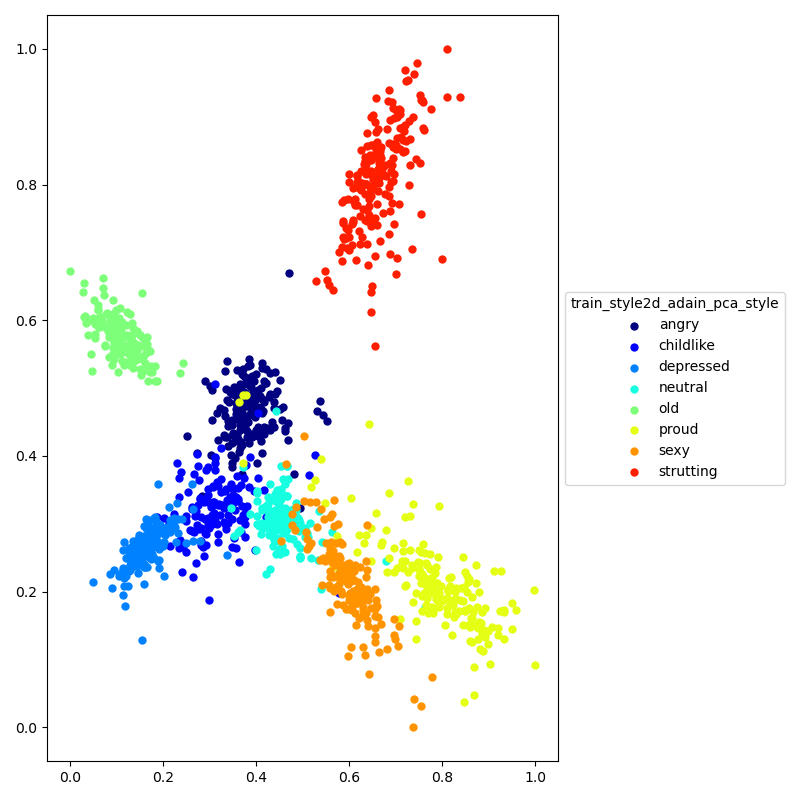 1.0
0.8
0.6
0.4
0.2
0.0
0.0 0.2 0.4 0.6 0.8 1.0
train_style2d_adain_pca_style
angry
childlike
depressed
neutral
old
proud
sexy
strutting